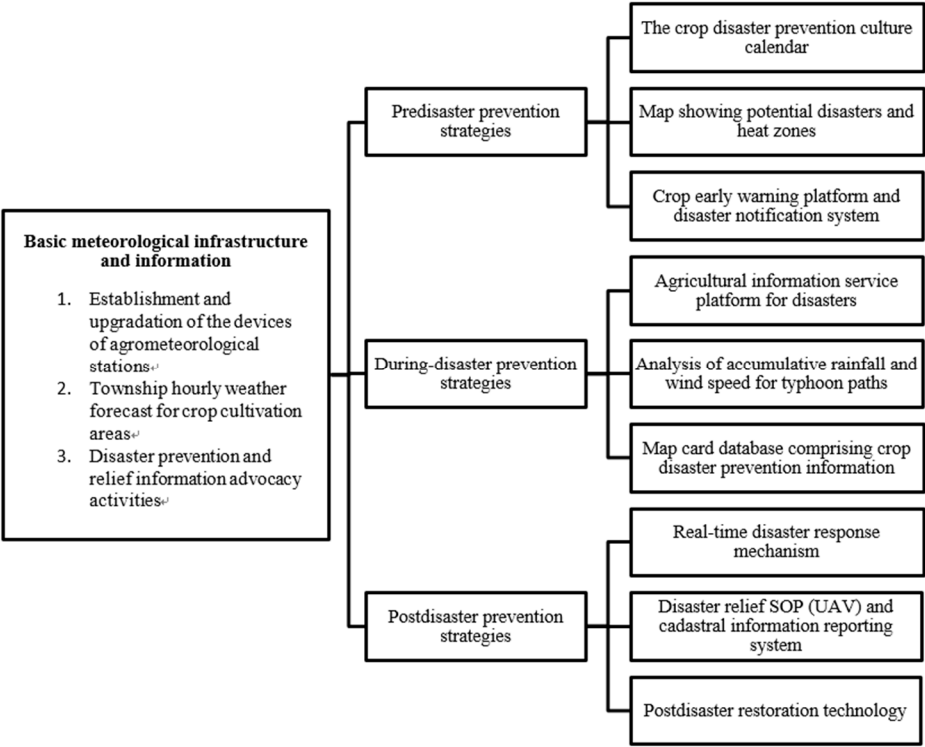 Basic meteorological infrastructure
and information
1. Establishment and
upgradation of the devices
of agrometeorological
stations↵
2. Township hourly weather
forecast for crop cultivation
areas↵
3. Disaster prevention and
relief information advocacy
activities↵
Predisaster prevention
strategies
The crop disaster prevention culture
calendar
Map showing potential disasters and
heat zones
Crop early warning platform and
disaster notification system
During-disaster prevention
strategies
Agricultural information service
platform for disasters
Analysis of accumulative rainfall and
wind speed for typhoon paths
Map card database comprising crop
disaster prevention information
Postdisaster prevention
strategies
Real-time disaster response
mechanism
Disaster relief SOP (UAV) and
cadastral information reporting
system
Postdisaster restoration technology